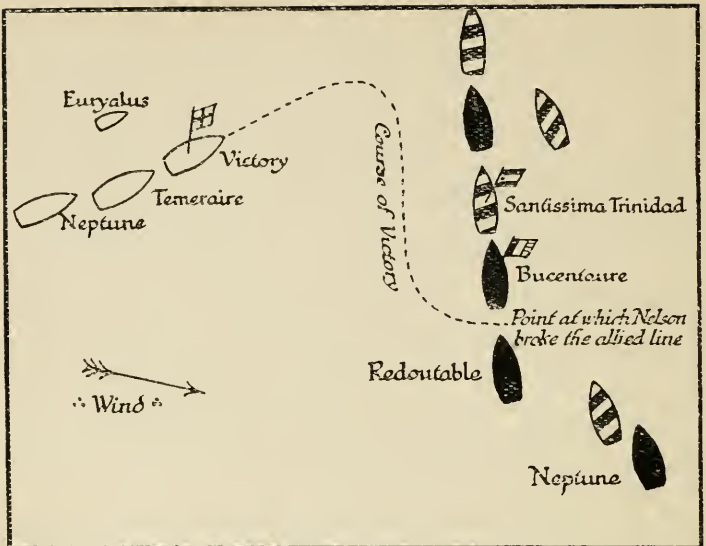 Euryalus
Victory
Temeraire
Neptune
Course of Victory
Santissima Trinidad
Bucentaure
Point at which Nelson
broke the allied line
Redoutable
Wind
Neptune